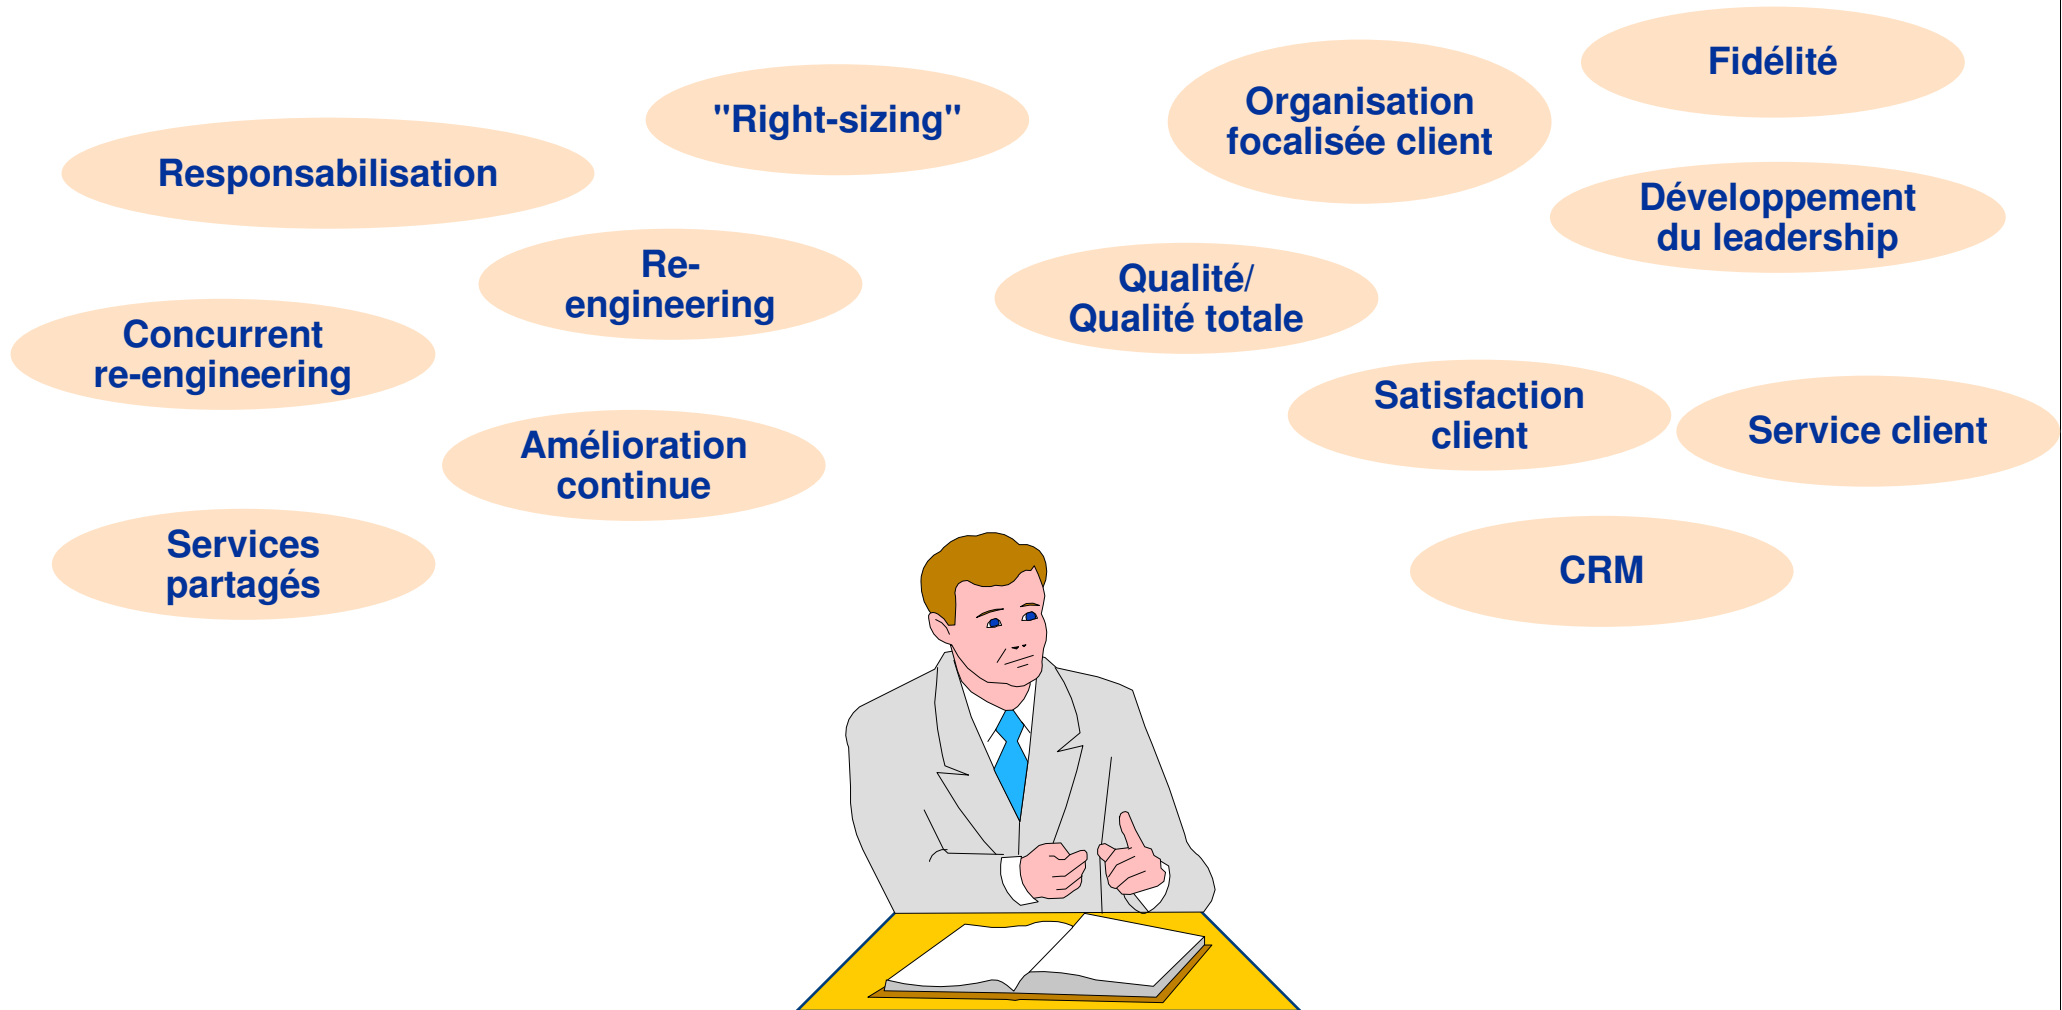 Fidélité
"Right-sizing"
Organisation
focalisée client
Responsabilisation
Développement
du leadership
Re-
engineering
Qualité/
Qualité totale
Concurrent
re-engineering
Satisfaction
client
Service client
Amélioration
continue
Services
partagés
CRM